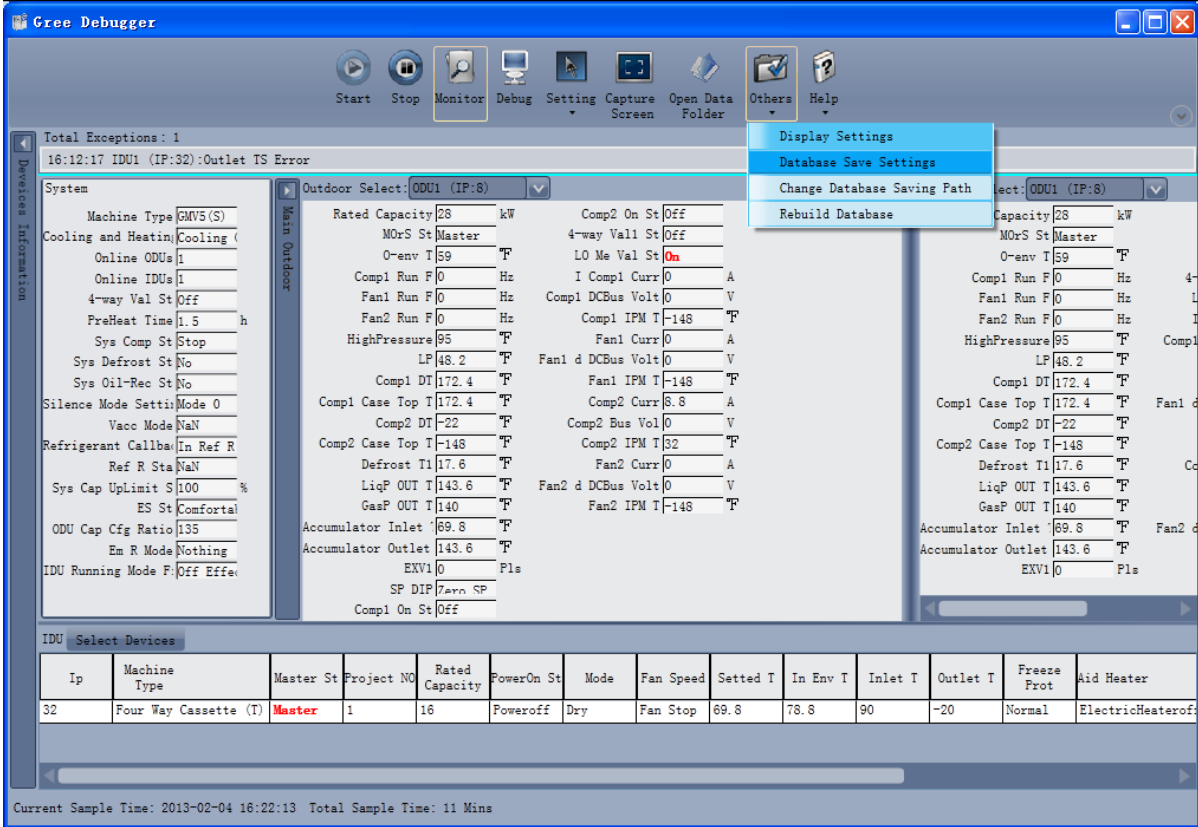 Gree Debugger
Start Stop Monitor Debug Setting Capture Screen Open Data Folder Others Help
Display Settings
Database Save Settings
Change Database Saving Path
Rebuild Database
Total Exceptions: 1
16:12:17 IDU1 (IP:32):Outlet TS Error
Deveices Information
System
Machine Type GMV5(S)
Cooling and Heating Cooling (
Online ODUs 1
Online IDUs 1
4-way Val St Off
PreHeat Time 1.5 h
Sys Comp St Stop
Sys Defrost St No
Sys Oil-Rec St No
Silence Mode Settin Mode 0
Vacc Mode NaN
Refrigerant Callba In Ref R
Ref R Sta NaN
Sys Cap UpLimit S 100 %
ES St Comfortal
ODU Cap Cfg Ratio 135
Em R Mode Nothing
IDU Running Mode F: Off Effec
Main Outdoor
Outdoor Select: ODU1 (IP:8)
Rated Capacity 28 kW
MOrS St Master
O-env T 59 °F
Comp1 Run F 0 Hz
Fan1 Run F 0 Hz
Fan2 Run F 0 Hz
HighPressure 95 °F
LP 48.2 °F
Comp1 DT 172.4 °F
Comp1 Case Top T 172.4 °F
Comp2 DT -22 °F
Comp2 Case Top T -148 °F
Defrost T1 17.6 °F
LiqP OUT T 143.6 °F
GasP OUT T 140 °F
Accumulator Inlet 69.8 °F
Accumulator Outlet 143.6 °F
EXV1 0 Pls
SP DIP Zero SP
Comp1 On St Off
Comp2 On St Off
4-way Val1 St Off
LO Me Val St On
I Comp1 Curr 0 A
Comp1 DCBus Volt 0 V
Comp1 IPM T -148 °F
Fan1 Curr 0 A
Fan1 d DCBus Volt 0 V
Fan1 IPM T -148 °F
Comp2 Curr 8.8 A
Comp2 Bus Vol 0 V
Comp2 IPM T 32 °F
Fan2 Curr 0 A
Fan2 d DCBus Volt 0 V
Fan2 IPM T -148 °F
lect: ODU1 (IP:8)
Capacity 28 kW
MOrS St Master
O-env T 59 °F
Comp1 Run F 0 Hz 4-
Fan1 Run F 0 Hz L
Fan2 Run F 0 Hz I
HighPressure 95 °F Comp1
LP 48.2 °F
Comp1 DT 172.4 °F
Comp1 Case Top T 172.4 °F Fan1 d
Comp2 DT -22 °F
Comp2 Case Top T -148 °F
Defrost T1 17.6 °F Co
LiqP OUT T 143.6 °F
GasP OUT T 140 °F
Accumulator Inlet 69.8 °F Fan2 d
Accumulator Outlet 143.6 °F
EXV1 0 Pls
IDU Select Devices
Ip Machine Type Master St Project NO Rated Capacity PowerOn St Mode Fan Speed Setted T In Env T Inlet T Outlet T Freeze Prot Aid Heater
32 Four Way Cassette (T) Master 1 16 Poweroff Dry Fan Stop 69.8 78.8 90 -20 Normal ElectricHeaterof
Current Sample Time: 2013-02-04 16:22:13 Total Sample Time: 11 Mins